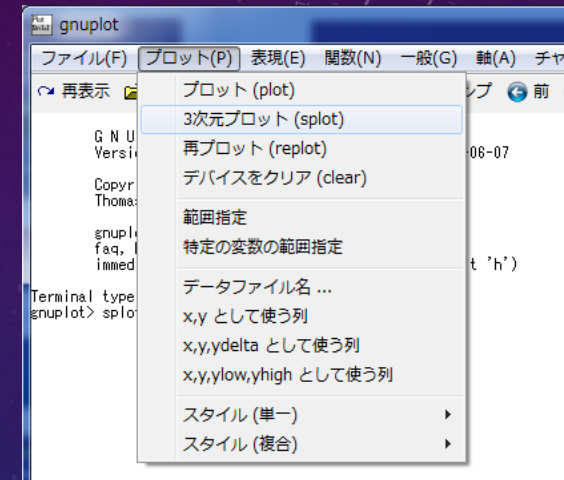 gnuplot
ファイル(F) プロット(P) 表現(E) 関数(N) 一般(G) 軸(A) チャ
再表示 プ 前
プロット (plot)
3次元プロット (splot)
再プロット (replot)
デバイスをクリア (clear)
範囲指定
特定の変数の範囲指定
データファイル名 ...
x,y として使う列
x,y,ydelta として使う列
x,y,ylow,yhigh として使う列
スタイル (単一)
スタイル (複合)
G N U
Versi -06-07
Copyr
Thoma
gnupl
faq,
immed t 'h')
Terminal type
gnuplot> splo